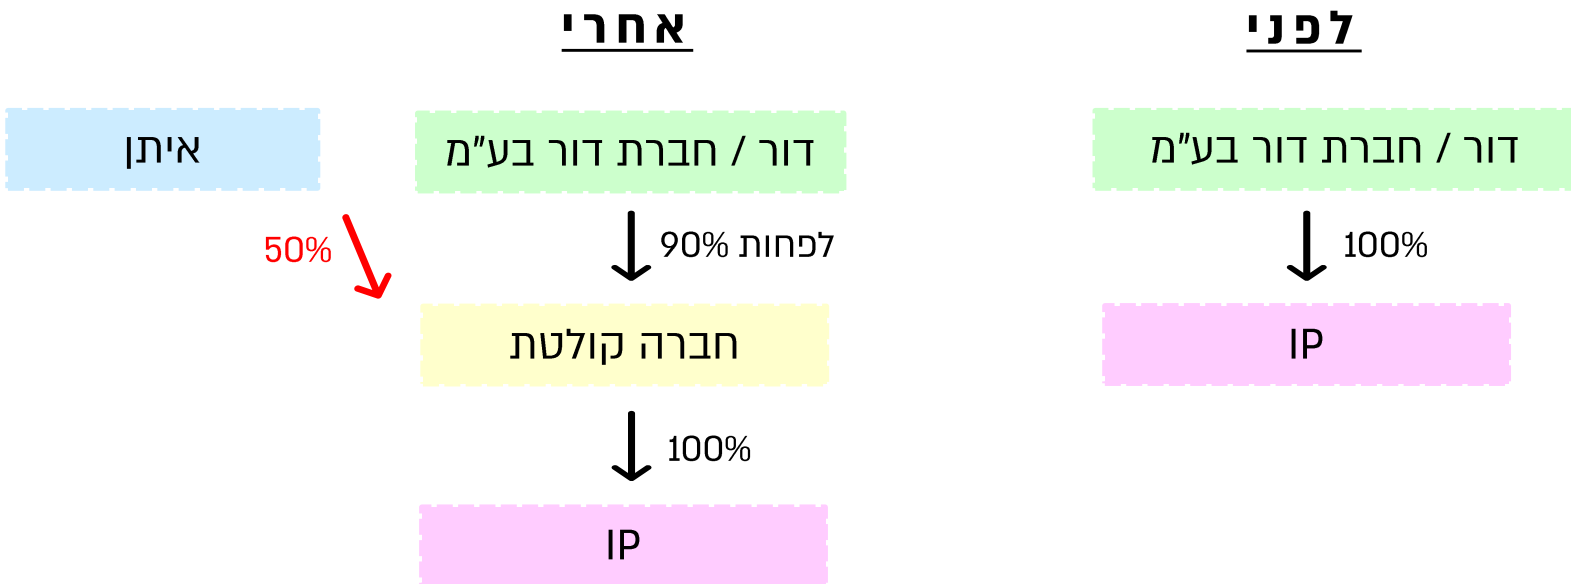 לפני
דור / חברת דור בע"מ
100%
IP
אחרי
דור / חברת דור בע"מ
איתן
לפחות 90%
50%
חברה קולטת
100%
IP